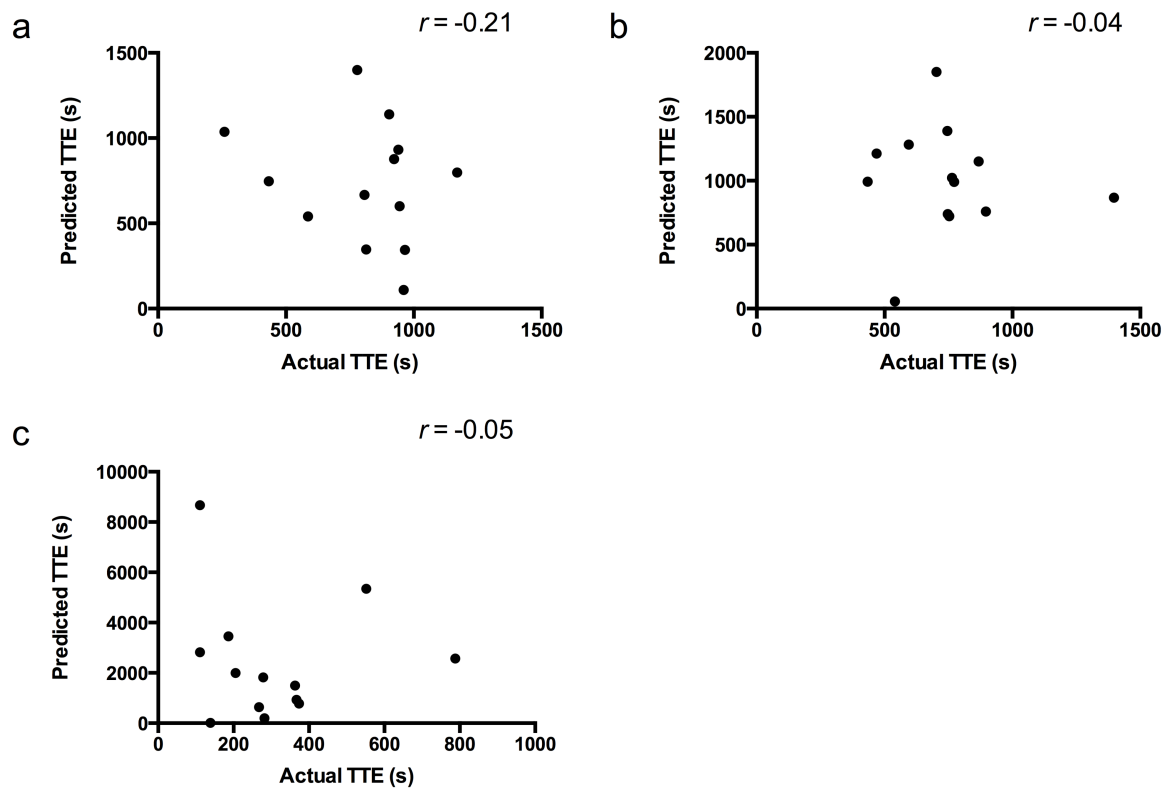 a
r = -0.21
1500
1000
500
0
Predicted TTE (s)
0 500 1000 1500
Actual TTE (s)
b
r = -0.04
2000
1500
1000
500
0
Predicted TTE (s)
0 500 1000 1500
Actual TTE (s)
c
r = -0.05
10000
8000
6000
4000
2000
0
Predicted TTE (s)
0 200 400 600 800 1000
Actual TTE (s)